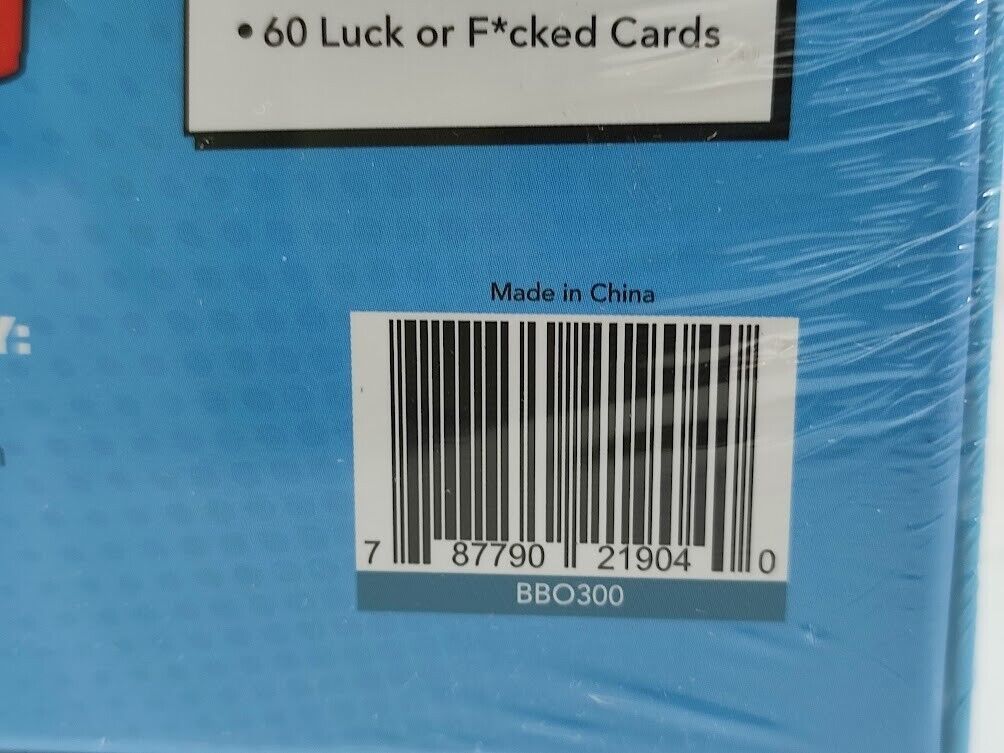 • 60 Luck or F*cked Cards
Made in China
Y:
7 87790 21904 0
BBO300